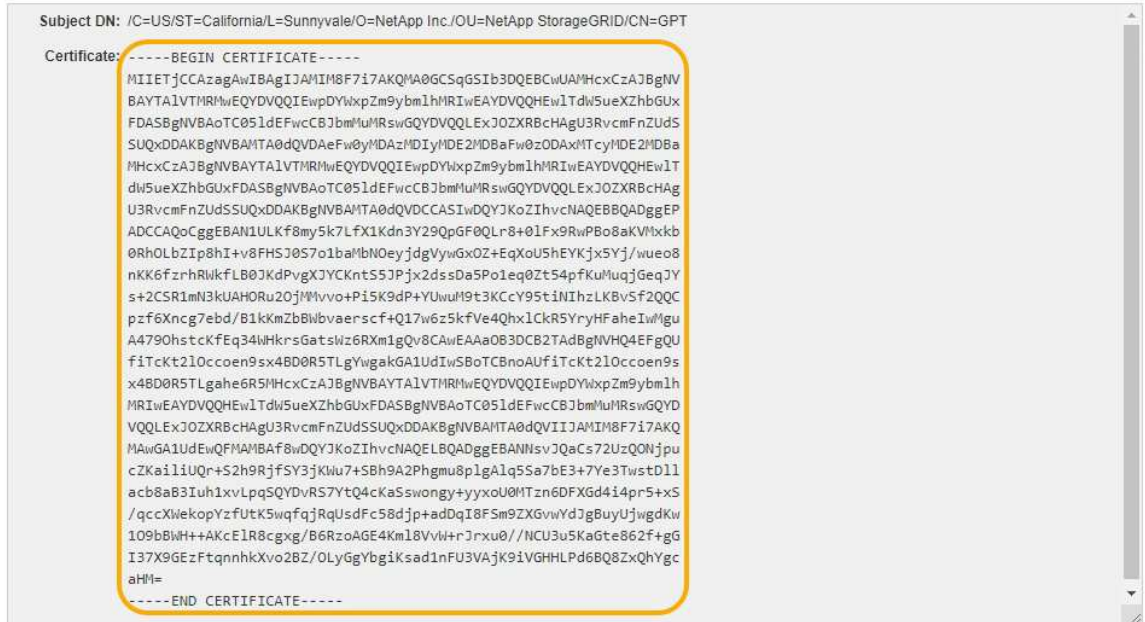 Subject DN: /C=US/ST=California/L=Sunnyvale/O=NetApp Inc./OU=NetApp StorageGRID/CN=GPT
Certificate: -----BEGIN CERTIFICATE-----
MIIETjCCAzagAwIBAgIJAMIM8F7i7AKQMA0GCSqGSIb3DQEBCwUAMHcxCzAJBgNV
BAYTAlVTMRMwEQYDVQQIEwpDYWxpZm9ybmlhMRIwEAYDVQQHEwlTdW5ueXZhbGUx
FDASBgNVBAoTC05ldEFwcCBJbmMuMRswGQYDVQQLExJOZXRBcHAgU3RvcmFnZUdS
SUQxDDAKBgNVBAMTA0dQVDAeFw0yMDAzMDIyMDE2MDBaFw0zODAxMTcyMDE2MDBa
MHcxCzAJBgNVBAYTAlVTMRMwEQYDVQQIEwpDYWxpZm9ybmlhMRIwEAYDVQQHEwlT
dW5ueXZhbGUxFDASBgNVBAoTC05ldEFwcCBJbmMuMRswGQYDVQQLExJOZXRBcHAg
U3RvcmFnZUdSSUQxDDAKBgNVBAMTA0dQVDCCASIwDQYJKoZIhvcNAQEBBQADggEP
ADCCAQoCggEBAN1ULKf8my5k7LfX1Kdn3Y29QpGF0QLr8+0lFx9RwPBo8aKVMxkb
0RhOLbZIp8hI+v8FHSJ0S7o1baMbNOeyjdgVywGxOZ+EqXoU5hEYKjx5Yj/wueo8
nKK6fzrhRWkfLB0JKdPvgXJYCKntS5JPjx2dssDa5Po1eq0Zt54pfKuMuqjGeqJY
s+2CSR1mN3kUAHORu2OjMMvvo+Pi5K9dP+YUwuM9t3KCcY95tiNIhzLKBvSf2QQC
pzf6Xncg7ebd/B1kKmZbBWbvaerscf+Q17w6z5kfVe4QhxlCkR5YryHFaheIwMgu
A479OhstcKfEq34WHkrsGatsWz6RXm1gQv8CAwEAAaOB3DCB2TAdBgNVHQ4EFgQU
fiTcKt2lOccoen9sx4BD0R5TLgYwgakGA1UdIwSBoTCBnoAUfiTcKt2lOccoen9s
x4BD0R5TLgahe6R5MHcxCzAJBgNVBAYTAlVTMRMwEQYDVQQIEwpDYWxpZm9ybmlh
MRIwEAYDVQQHEwlTdW5ueXZhbGUxFDASBgNVBAoTC05ldEFwcCBJbmMuMRswGQYD
VQQLExJOZXRBcHAgU3RvcmFnZUdSSUQxDDAKBgNVBAMTA0dQVIIJAMIM8F7i7AKQ
MAwGA1UdEwQFMAMBAf8wDQYJKoZIhvcNAQELBQADggEBANNsvJQaCs72UzQONjpu
cZKailiUQr+S2h9RjfSY3jKWu7+SBh9A2Phgmu8plgAlq5Sa7bE3+7Ye3TwstDll
acb8aB3Iuh1xvLpqSQYDvRS7YtQ4cKaSswongy+yyxoU0MTzn6DFXGd4i4pr5+xS
/qccXWekopYzfUtK5wqfqjRqUsdFc58djp+adDqI8FSm9ZXGvwYdJgBuyUjwgdKw
1O9bBWH++AKcElR8cgxg/B6RzoAGE4Kml8VvW+rJrxu0//NCU3u5KaGte862f+gG
I37X9GEzFtqnnhkXvo2BZ/OLyGgYbgiKsad1nFU3VAjK9iVGHHLPd6BQ8ZxQhYgc
aHM=
-----END CERTIFICATE-----